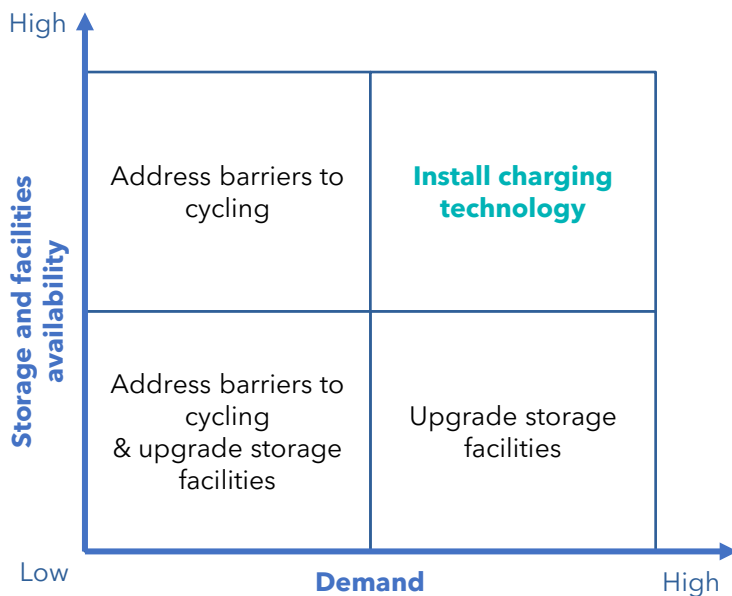 High
Storage and facilities
availability
Address barriers to
cycling
Install charging
technology
Address barriers to
cycling
& upgrade storage
facilities
Upgrade storage
facilities
Low
Demand
High